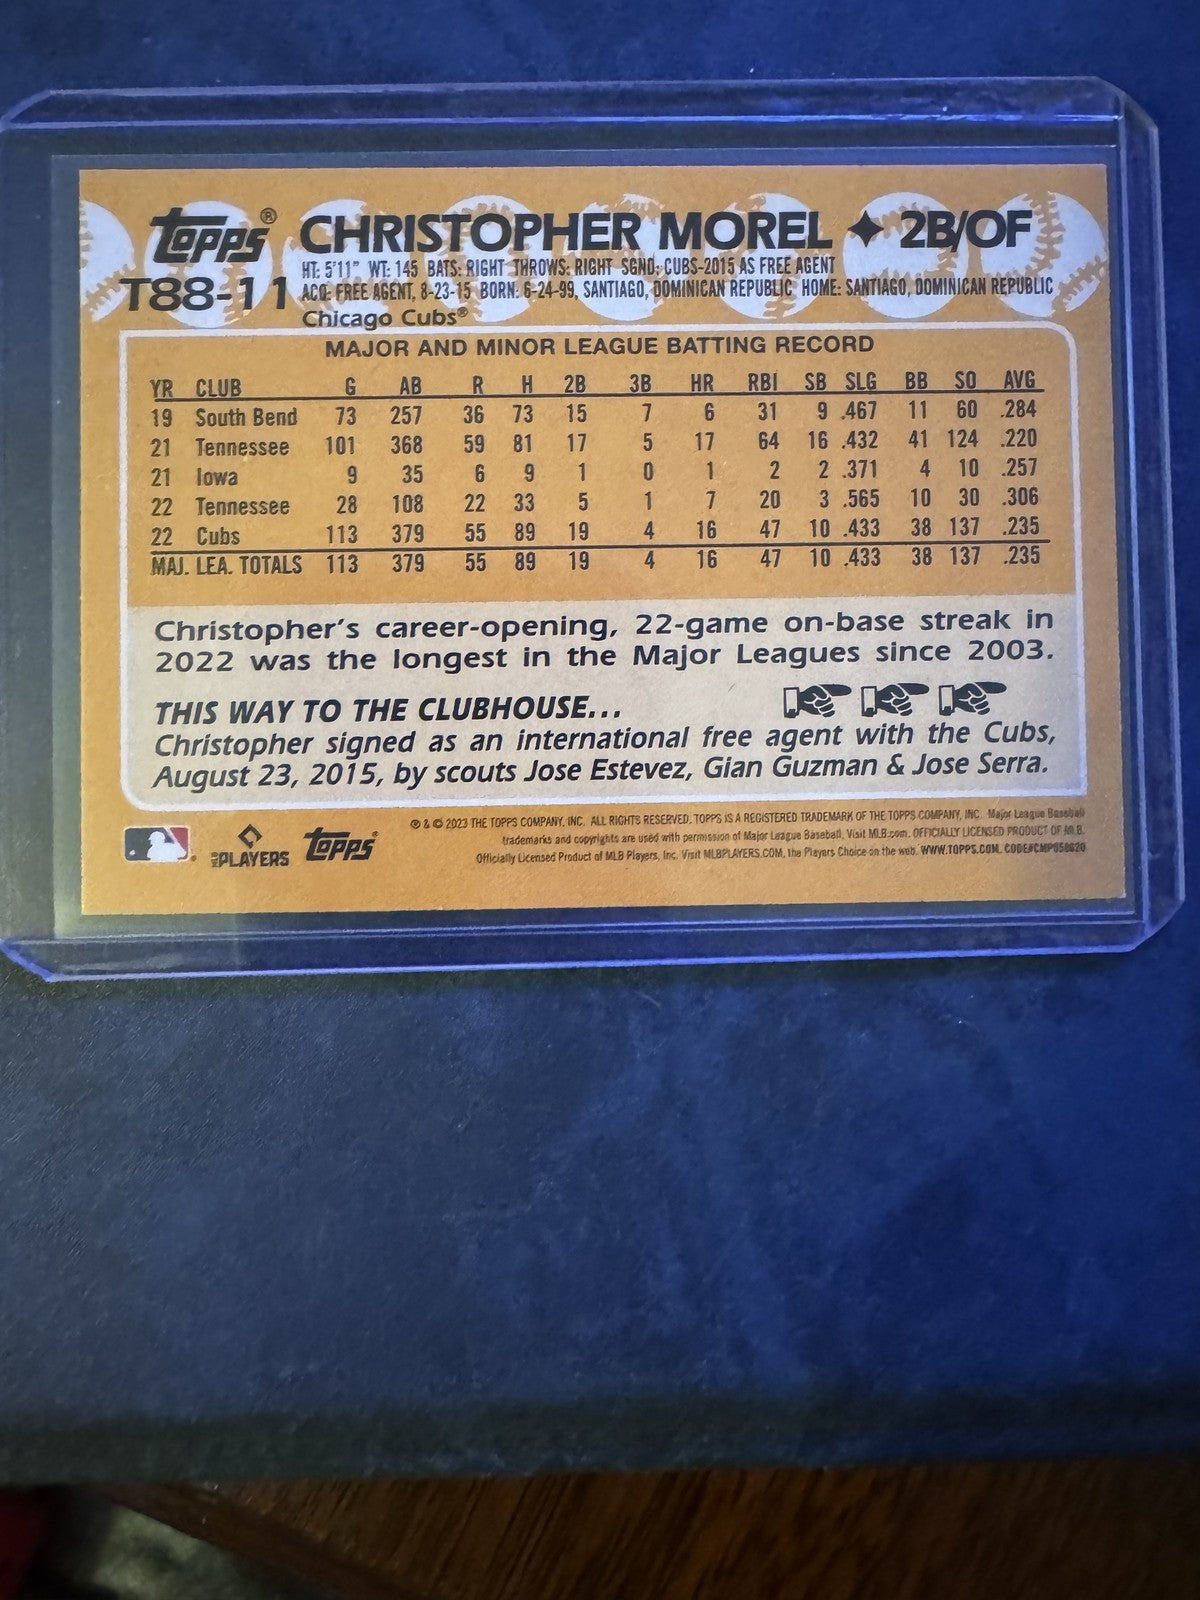 Topps® CHRISTOPHER MOREL ✦ 2B/OF
T88-11
HT: 5'11" WT: 145 BATS: RIGHT THROWS: RIGHT SGND: CUBS-2015 AS FREE AGENT
ACQ: FREE AGENT, 8-23-15 BORN: 6-24-99, SANTIAGO, DOMINICAN REPUBLIC HOME: SANTIAGO, DOMINICAN REPUBLIC
Chicago Cubs®
MAJOR AND MINOR LEAGUE BATTING RECORD
YR CLUB G AB R H 2B 3B HR RBI SB SLG BB SO AVG
19 South Bend 73 257 36 73 15 7 6 31 9 .467 11 60 .284
21 Tennessee 101 368 59 81 17 5 17 64 16 .432 41 124 .220
21 Iowa 9 35 6 9 1 0 1 2 2 .371 4 10 .257
22 Tennessee 28 108 22 33 5 1 7 20 3 .565 10 30 .306
22 Cubs 113 379 55 89 19 4 16 47 10 .433 38 137 .235
MAJ. LEA. TOTALS 113 379 55 89 19 4 16 47 10 .433 38 137 .235
Christopher's career-opening, 22-game on-base streak in
2022 was the longest in the Major Leagues since 2003.
THIS WAY TO THE CLUBHOUSE...
Christopher signed as an international free agent with the Cubs,
August 23, 2015, by scouts Jose Estevez, Gian Guzman & Jose Serra.
MLB PLAYERS Topps®
® & © 2023 THE TOPPS COMPANY, INC. ALL RIGHTS RESERVED. TOPPS IS A REGISTERED TRADEMARK OF THE TOPPS COMPANY, INC. Major League Baseball
trademarks and copyrights are used with permission of Major League Baseball. Visit MLB.com. OFFICIALLY LICENSED PRODUCT OF MLB.
Officially Licensed Product of MLB Players, Inc. Visit MLBPLAYERS.COM, the Players Choice on the web. WWW.TOPPS.COM. CODE#CMP058620